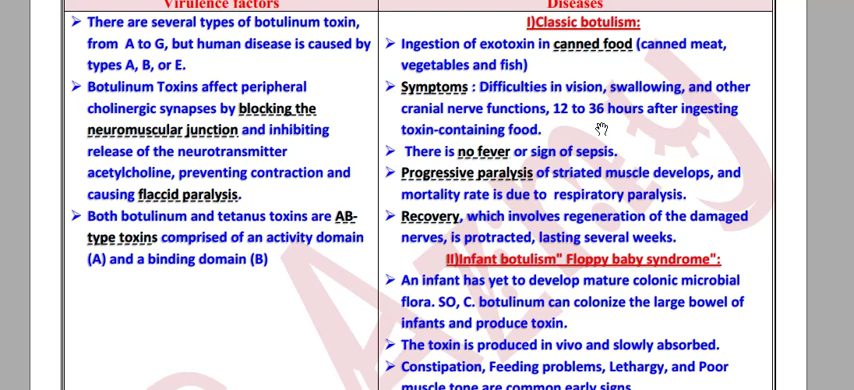 Virulence factors
There are several types of botulinum toxin,
from A to G, but human disease is caused by
types A, B, or E.
Botulinum Toxins affect peripheral
cholinergic synapses by blocking the
neuromuscular junction and inhibiting
release of the neurotransmitter
acetylcholine, preventing contraction and
causing flaccid paralysis.
Both botulinum and tetanus toxins are AB-
type toxins comprised of an activity domain
(A) and a binding domain (B)
Diseases
I)Classic botulism:
Ingestion of exotoxin in canned food (canned meat,
vegetables and fish)
Symptoms : Difficulties in vision, swallowing, and other
cranial nerve functions, 12 to 36 hours after ingesting
toxin-containing food.
There is no fever or sign of sepsis.
Progressive paralysis of striated muscle develops, and
mortality rate is due to respiratory paralysis.
Recovery, which involves regeneration of the damaged
nerves, is protracted, lasting several weeks.
II)Infant botulism" Floppy baby syndrome":
An infant has yet to develop mature colonic microbial
flora. SO, C. botulinum can colonize the large bowel of
infants and produce toxin.
The toxin is produced in vivo and slowly absorbed.
Constipation, Feeding problems, Lethargy, and Poor
muscle tone are common early signs
Azmy